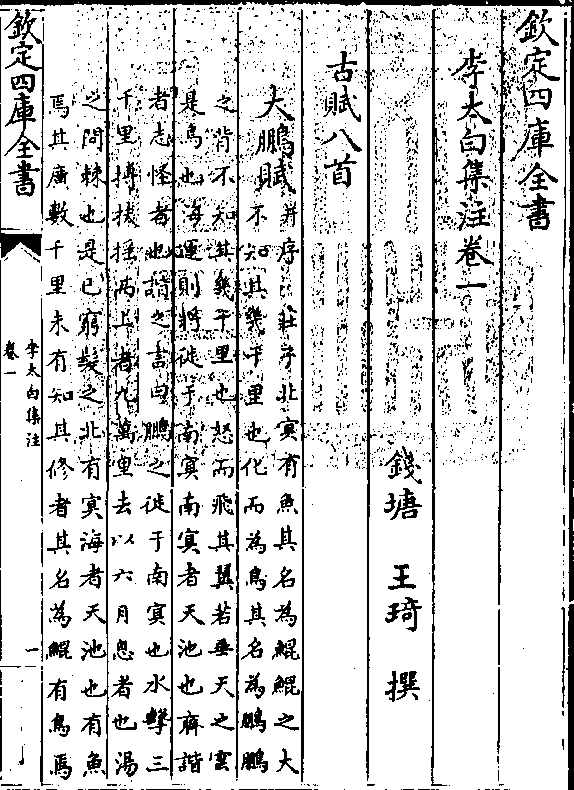 欽定四庫全書
李太白集注卷一
錢塘 王琦 撰
古賦八首
大鵬賦并序
莊子北㝠有魚其名為鯤鯤之大
不知其幾千里也化而為鳥其名為鵬鵬
之背不知其幾千里也怒而飛其翼若垂天之雲
是鳥也海運則將徙于南㝠南㝠者天池也齊諧
者志怪者也諧之言曰鵬之徙于南㝠也水擊三
千里摶扶揺而上者九萬里去以六月息者也湯
之問棘也是已窮髮之北有㝠海者天池也有魚
焉其廣數千里未有知其修者其名為鯤有鳥焉
欽定四庫全書
李太白集注
卷一
一